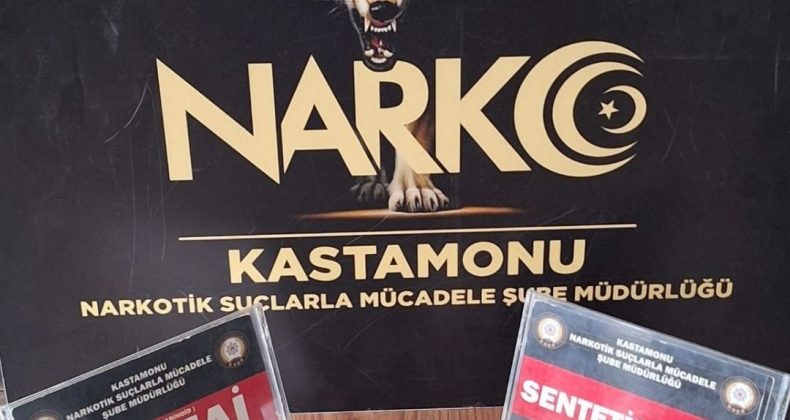 NARKO
KASTAMONU
NARKOTİK SUÇLARLA MÜCADELE ŞUBE MÜDÜRLÜĞÜ
KASTAMONU
NARKOTİK SUÇLARLA MÜCADELE
ŞUBE MÜDÜRLÜĞÜ
KASTAMONU
NARKOTİK SUÇLARLA MÜCADELE
ŞUBE MÜDÜRLÜĞÜ